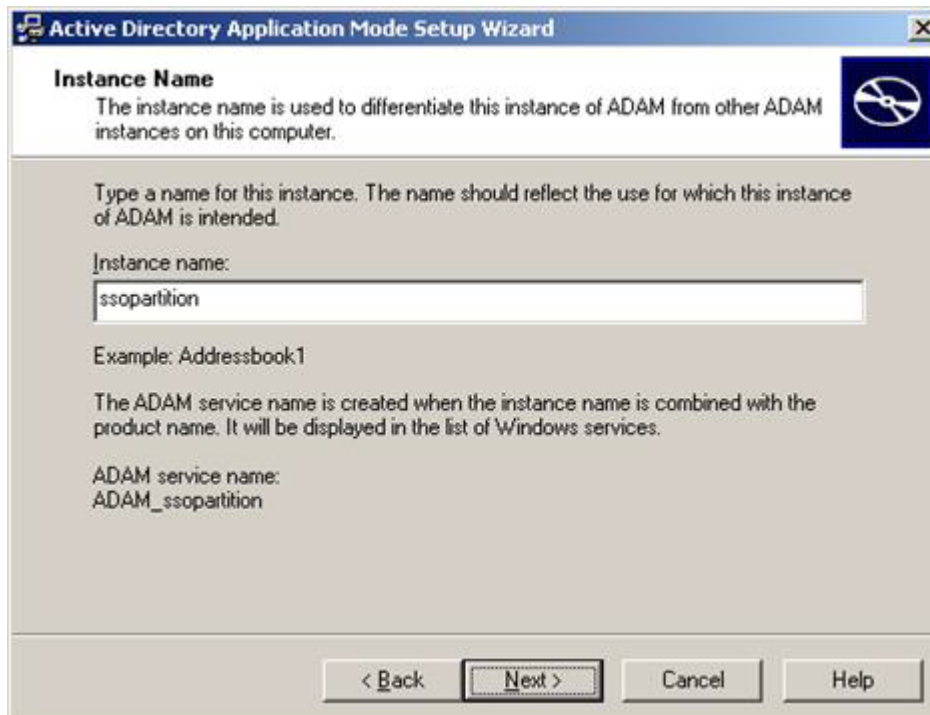 Active Directory Application Mode Setup Wizard
Instance Name
The instance name is used to differentiate this instance of ADAM from other ADAM
instances on this computer.
Type a name for this instance. The name should reflect the use for which this instance
of ADAM is intended.
Instance name:
ssopartition
Example: Addressbook1
The ADAM service name is created when the instance name is combined with the
product name. It will be displayed in the list of Windows services.
ADAM service name:
ADAM_ssopartition
< Back Next > Cancel Help